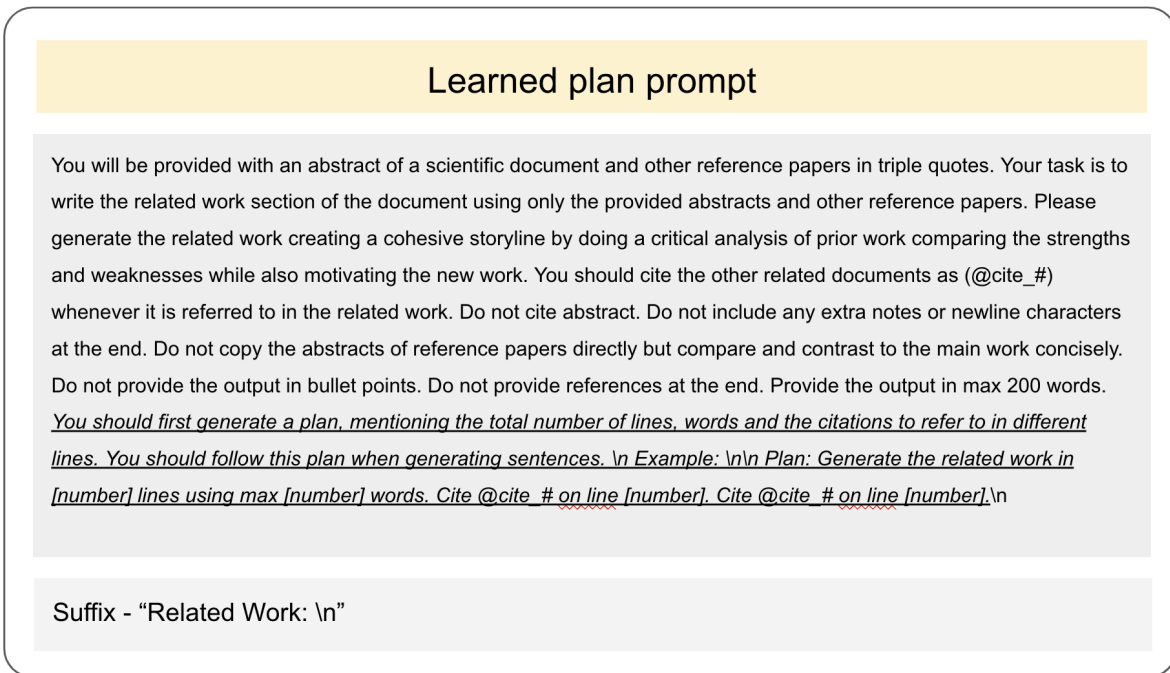 Learned plan prompt
You will be provided with an abstract of a scientific document and other reference papers in triple quotes. Your task is to
write the related work section of the document using only the provided abstracts and other reference papers. Please
generate the related work creating a cohesive storyline by doing a critical analysis of prior work comparing the strengths
and weaknesses while also motivating the new work. You should cite the other related documents as (@cite_#)
whenever it is referred to in the related work. Do not cite abstract. Do not include any extra notes or newline characters
at the end. Do not copy the abstracts of reference papers directly but compare and contrast to the main work concisely.
Do not provide the output in bullet points. Do not provide references at the end. Provide the output in max 200 words.
You should first generate a plan, mentioning the total number of lines, words and the citations to refer to in different
lines. You should follow this plan when generating sentences. \n Example: \n\n Plan: Generate the related work in
[number] lines using max [number] words. Cite @cite_# on line [number]. Cite @cite_# on line [number].\n
Suffix - “Related Work: \n”